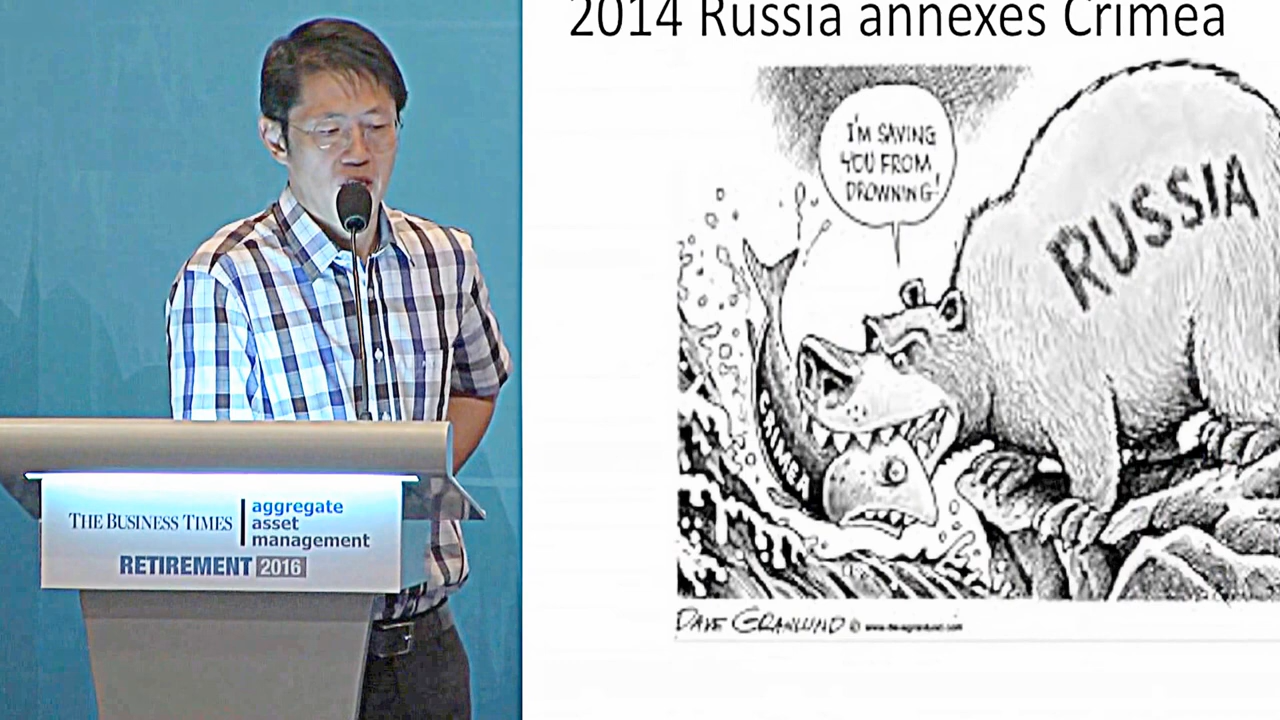 2014 Russia annexes Crimea
I'M SAVING
YOU FROM
DROWNING!
RUSSIA
CRIMEA
DAVE GRANLUND ©
THE BUSINESS TIMES
aggregate
asset
management
RETIREMENT 2016